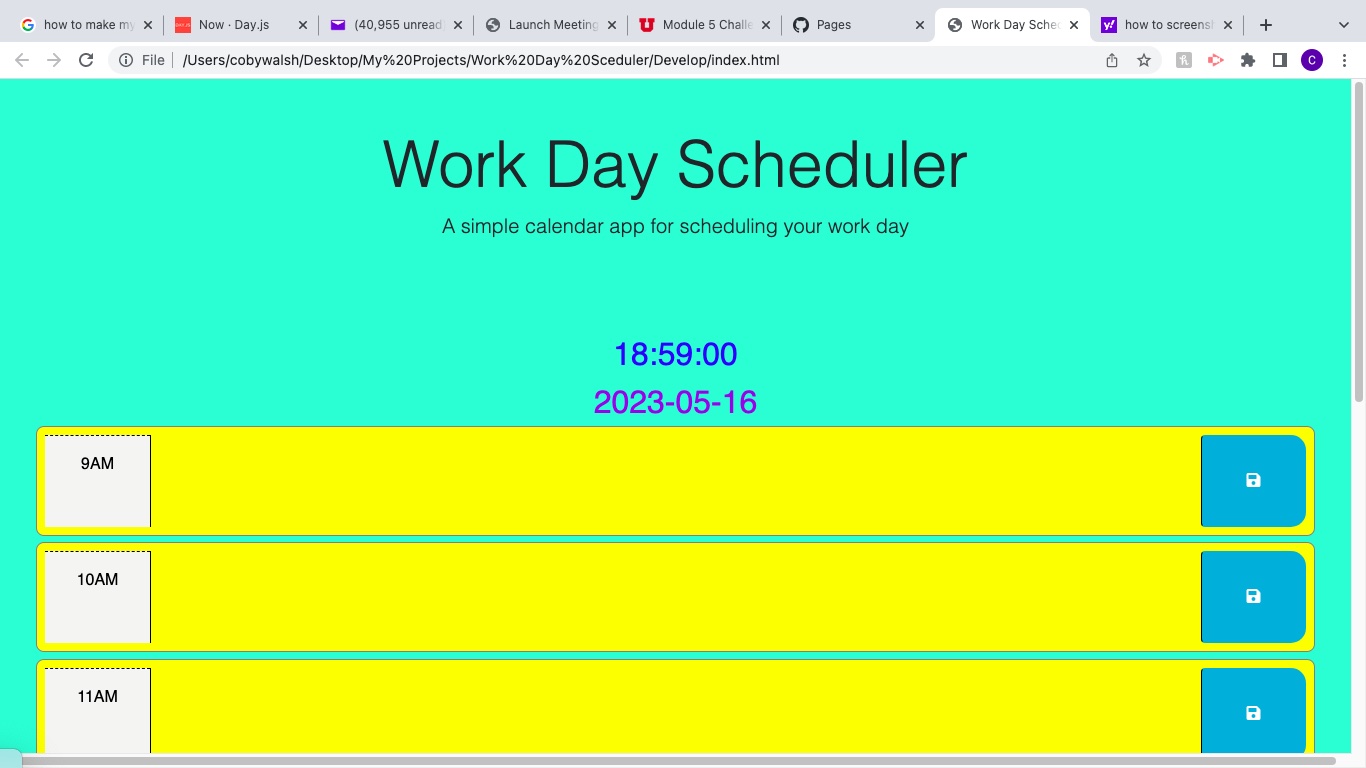 how to make my
Now · Day.js
(40,955 unread
Launch Meeting
Module 5 Challe
Pages
Work Day Sched
how to screensh
File
/Users/cobywalsh/Desktop/My%20Projects/Work%20Day%20Sceduler/Develop/index.html
C
Work Day Scheduler
A simple calendar app for scheduling your work day
18:59:00
2023-05-16
9AM
10AM
11AM